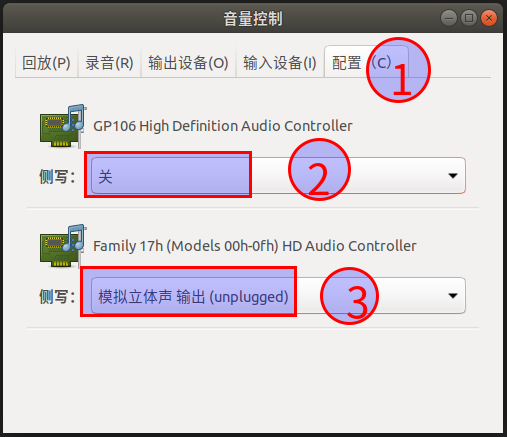 音量控制
回放(P) 录音(R) 输出设备(O) 输入设备(I) 配置 (C)
1
GP106 High Definition Audio Controller
侧写: 关
2
Family 17h (Models 00h-0fh) HD Audio Controller
侧写: 模拟立体声 输出 (unplugged)
3